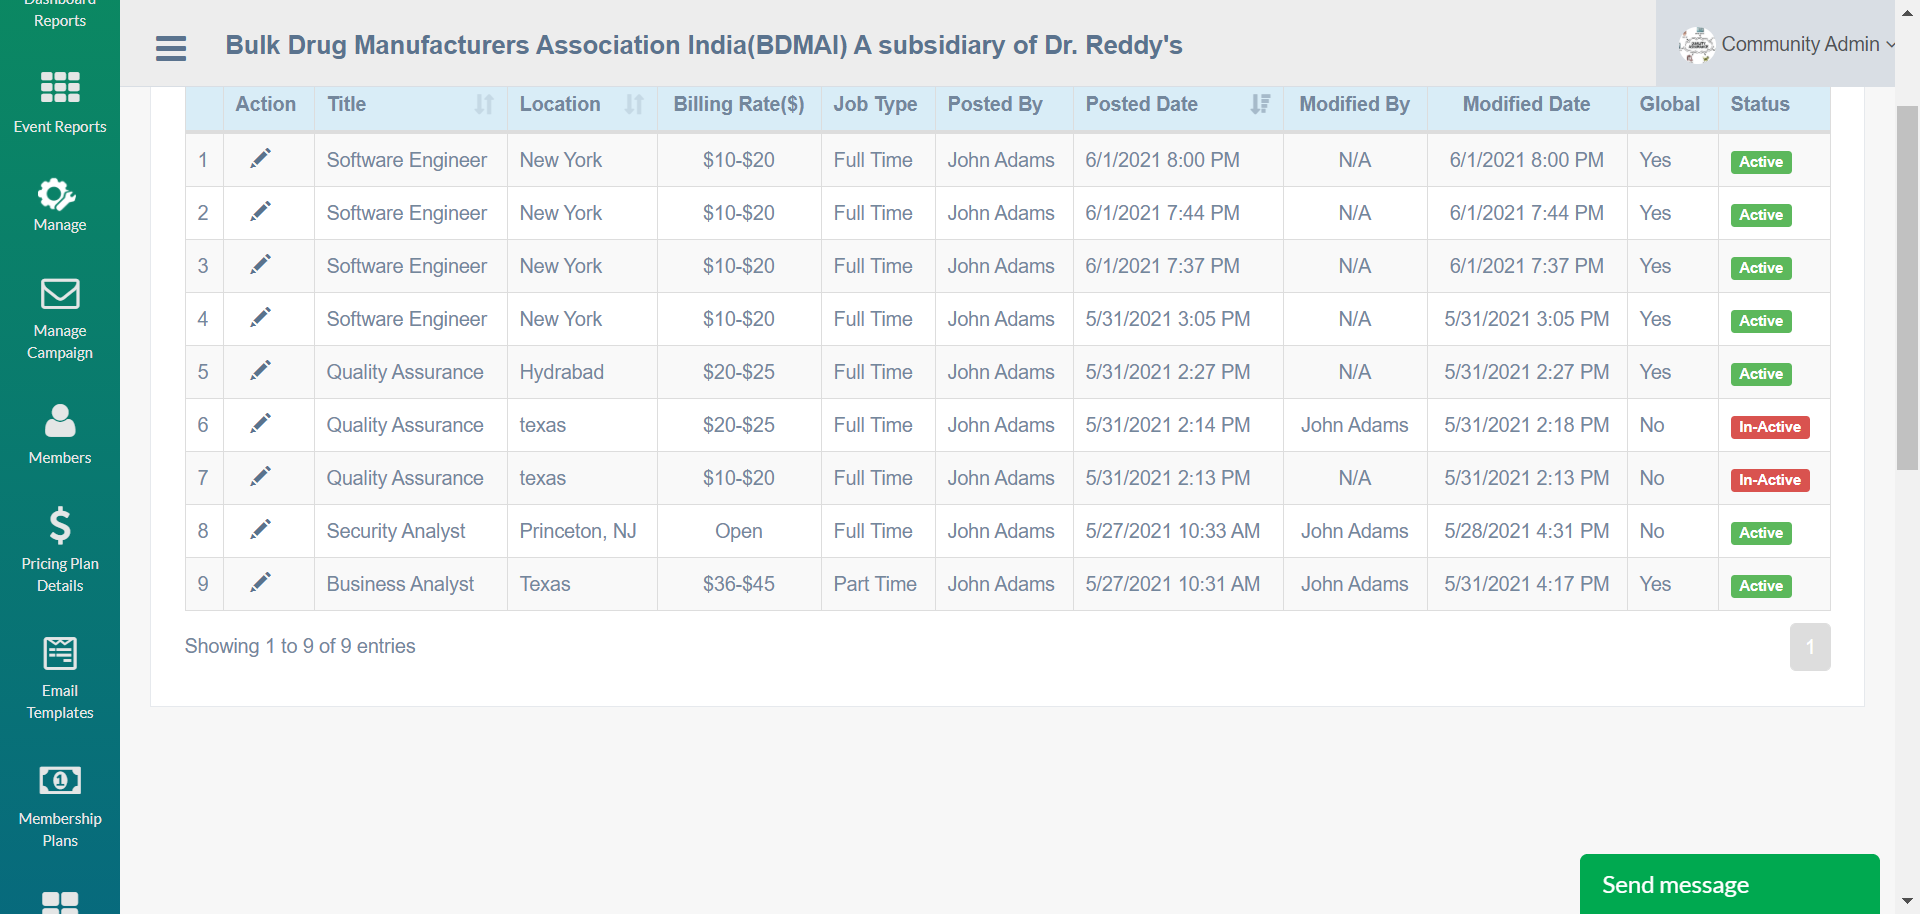 Dashboard
Reports
Event Reports
Manage
Manage
Campaign
Members
Pricing Plan
Details
Email
Templates
Membership
Plans
Bulk Drug Manufacturers Association India(BDMAI) A subsidiary of Dr. Reddy's
Community Admin
Action Title Location Billing Rate($) Job Type Posted By Posted Date Modified By Modified Date Global Status
1 Software Engineer New York $10-$20 Full Time John Adams 6/1/2021 8:00 PM N/A 6/1/2021 8:00 PM Yes Active
2 Software Engineer New York $10-$20 Full Time John Adams 6/1/2021 7:44 PM N/A 6/1/2021 7:44 PM Yes Active
3 Software Engineer New York $10-$20 Full Time John Adams 6/1/2021 7:37 PM N/A 6/1/2021 7:37 PM Yes Active
4 Software Engineer New York $10-$20 Full Time John Adams 5/31/2021 3:05 PM N/A 5/31/2021 3:05 PM Yes Active
5 Quality Assurance Hydrabad $20-$25 Full Time John Adams 5/31/2021 2:27 PM N/A 5/31/2021 2:27 PM Yes Active
6 Quality Assurance texas $20-$25 Full Time John Adams 5/31/2021 2:14 PM John Adams 5/31/2021 2:18 PM No In-Active
7 Quality Assurance texas $10-$20 Full Time John Adams 5/31/2021 2:13 PM N/A 5/31/2021 2:13 PM No In-Active
8 Security Analyst Princeton, NJ Open Full Time John Adams 5/27/2021 10:33 AM John Adams 5/28/2021 4:31 PM No Active
9 Business Analyst Texas $36-$45 Part Time John Adams 5/27/2021 10:31 AM John Adams 5/31/2021 4:17 PM Yes Active
Showing 1 to 9 of 9 entries
1
Send message